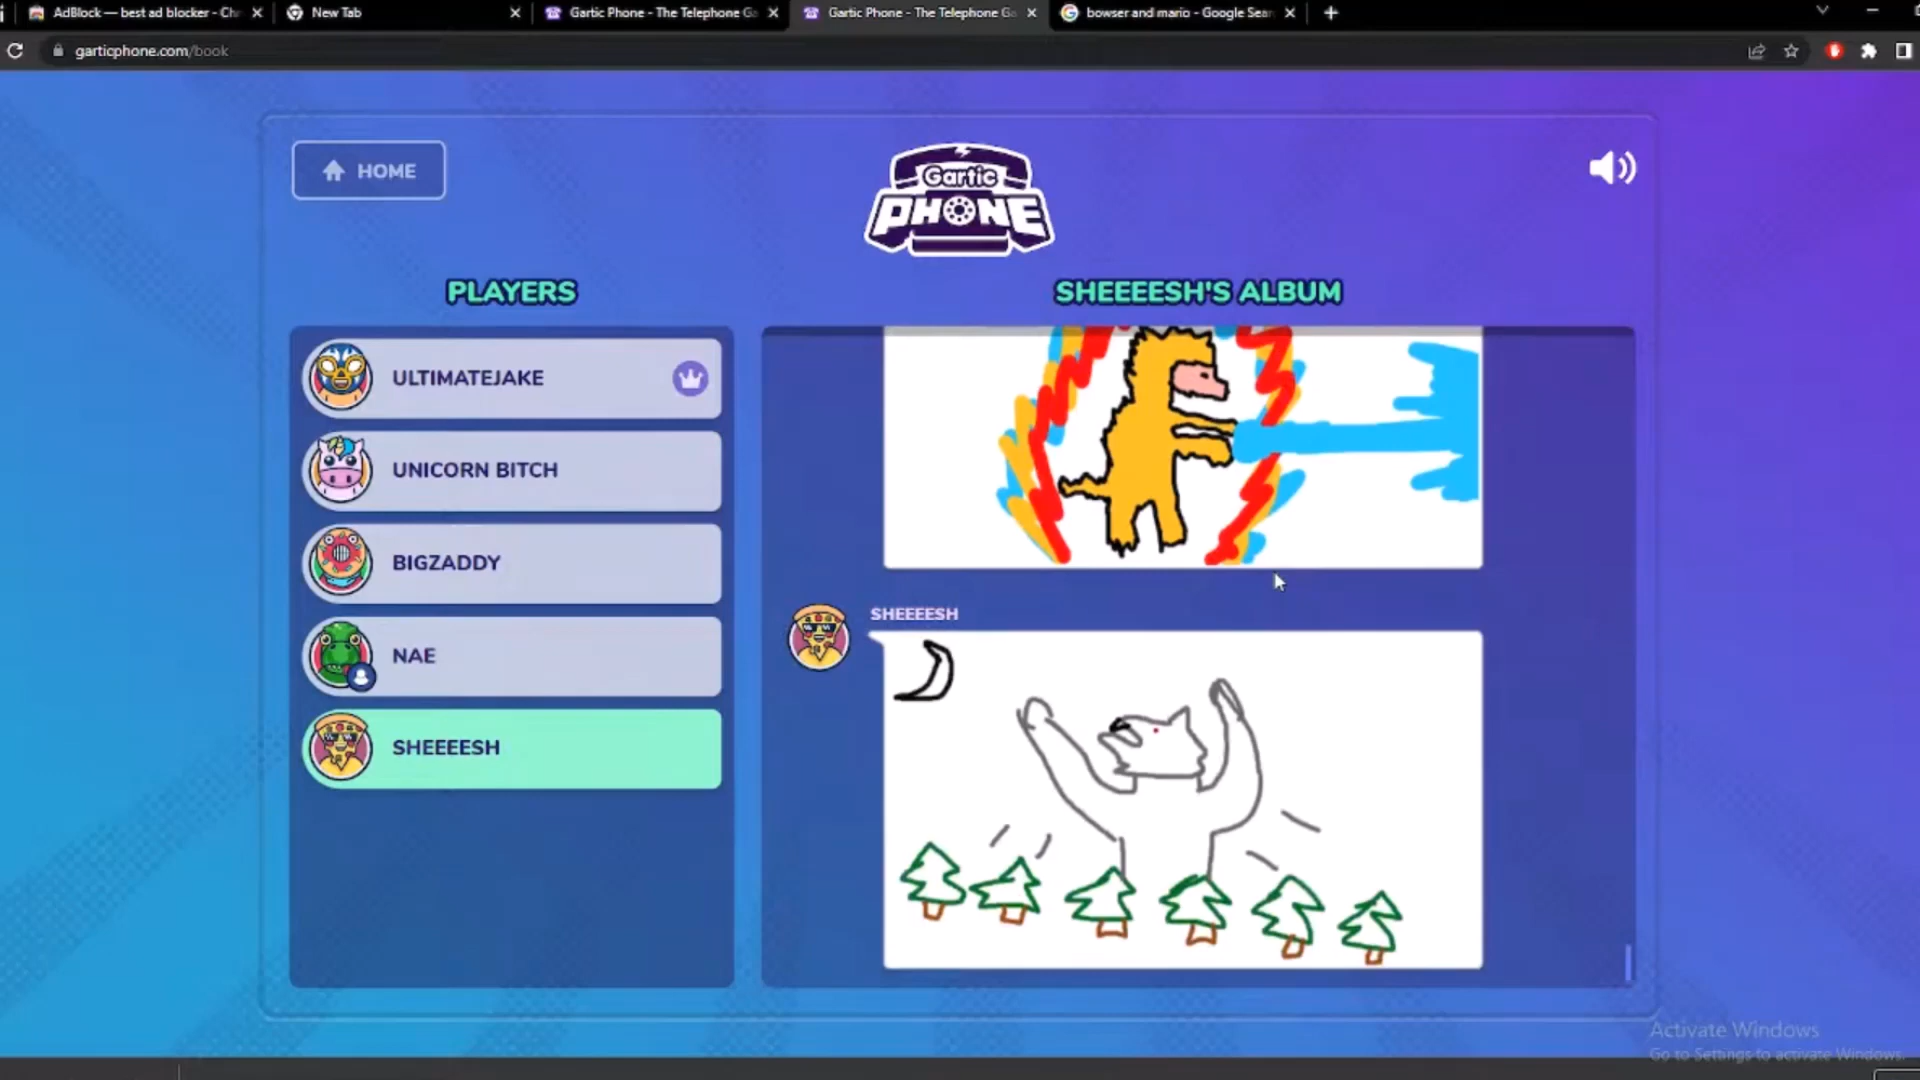 AdBlock — best ad blocker - Ch
New Tab
Gartic Phone - The Telephone Ga
Gartic Phone - The Telephone Ga
bowser and mario - Google Sear
garticphone.com/book
HOME
Gartic
PHONE
PLAYERS
SHEEEESH'S ALBUM
ULTIMATEJAKE
UNICORN BITCH
BIGZADDY
NAE
SHEEEESH
SHEEEESH
Activate Windows
Go to Settings to activate Windows.